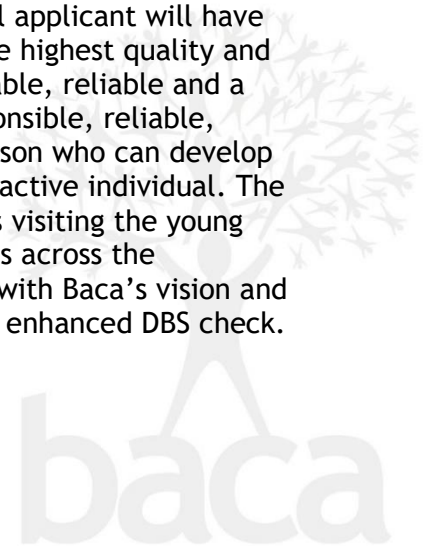 l applicant will have
e highest quality and
able, reliable and a
onsible, reliable,
son who can develop
active individual. The
s visiting the young
s across the
with Baca’s vision and
enhanced DBS check.
baca